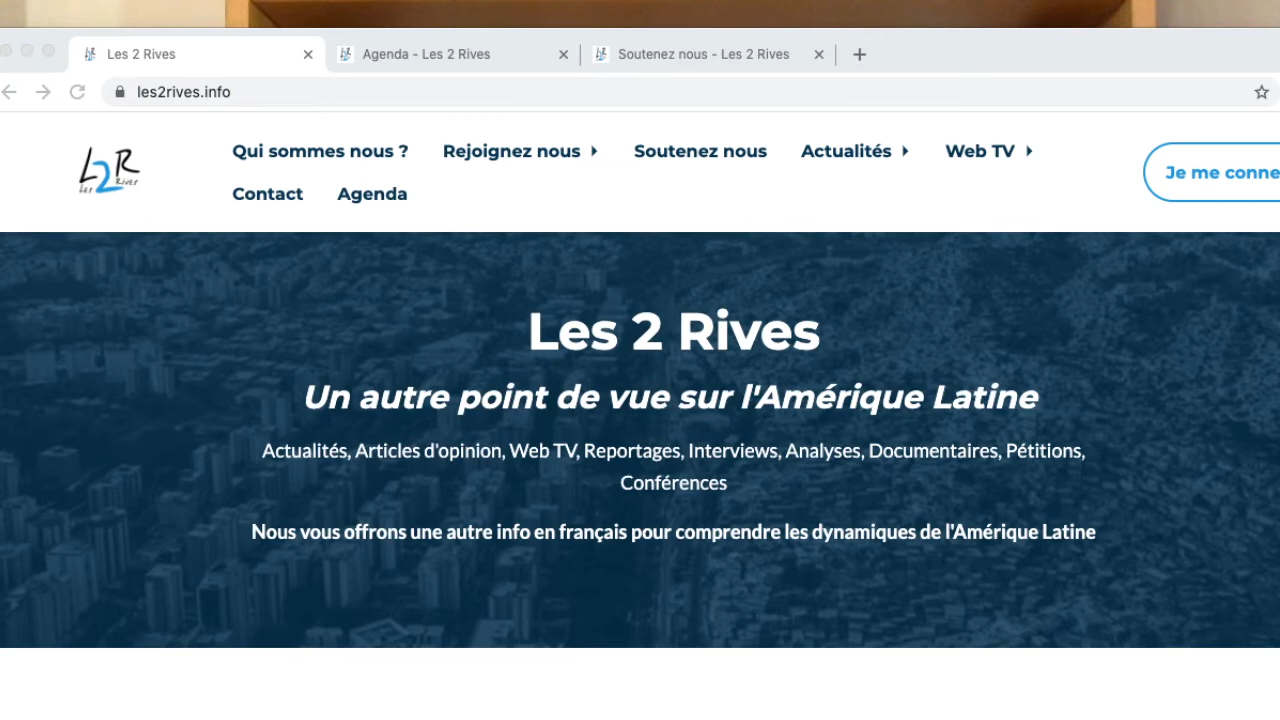 Les 2 Rives
Agenda - Les 2 Rives
Soutenez nous - Les 2 Rives
les2rives.info
L2R
Les Rives
Qui sommes nous ?
Rejoignez nous
Soutenez nous
Actualités
Web TV
Contact
Agenda
Je me conne
Les 2 Rives
Un autre point de vue sur l'Amérique Latine
Actualités, Articles d'opinion, Web TV, Reportages, Interviews, Analyses, Documentaires, Pétitions,
Conférences
Nous vous offrons une autre info en français pour comprendre les dynamiques de l'Amérique Latine